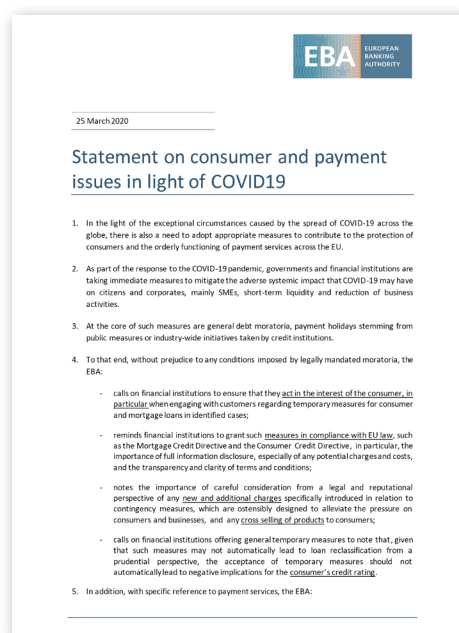 EBA
EUROPEAN
BANKING
AUTHORITY
25 March 2020
Statement on consumer and payment
issues in light of COVID19
1. In the light of the exceptional circumstances caused by the spread of COVID-19 across the
globe, there is also a need to adopt appropriate measures to contribute to the protection of
consumers and the orderly functioning of payment services across the EU.
2. As part of the response to the COVID-19 pandemic, governments and financial institutions are
taking immediate measures to mitigate the adverse systemic impact that COVID-19 may have
on citizens and corporates, mainly SMEs, short-term liquidity and reduction of business
activities.
3. At the core of such measures are general debt moratoria, payment holidays stemming from
public measures or industry-wide initiatives taken by credit institutions.
4. To that end, without prejudice to any conditions imposed by legally mandated moratoria, the
EBA:
- calls on financial institutions to ensure that they act in the interest of the consumer, in
particular when engaging with customers regarding temporary measures for consumer
and mortgage loans in identified cases;
- reminds financial institutions to grant such measures in compliance with EU law, such
as the Mortgage Credit Directive and the Consumer Credit Directive, in particular, the
importance of full information disclosure, especially of any potential charges and costs,
and the transparency and clarity of terms and conditions;
- notes the importance of careful consideration from a legal and reputational
perspective of any new and additional charges specifically introduced in relation to
contingency measures, which are ostensibly designed to alleviate the pressure on
consumers and businesses, and any cross selling of products to consumers;
- calls on financial institutions offering general temporary measures to note that, given
that such measures may not automatically lead to loan reclassification from a
prudential perspective, the acceptance of temporary measures should not
automatically lead to negative implications for the consumer's credit rating.
5. In addition, with specific reference to payment services, the EBA: